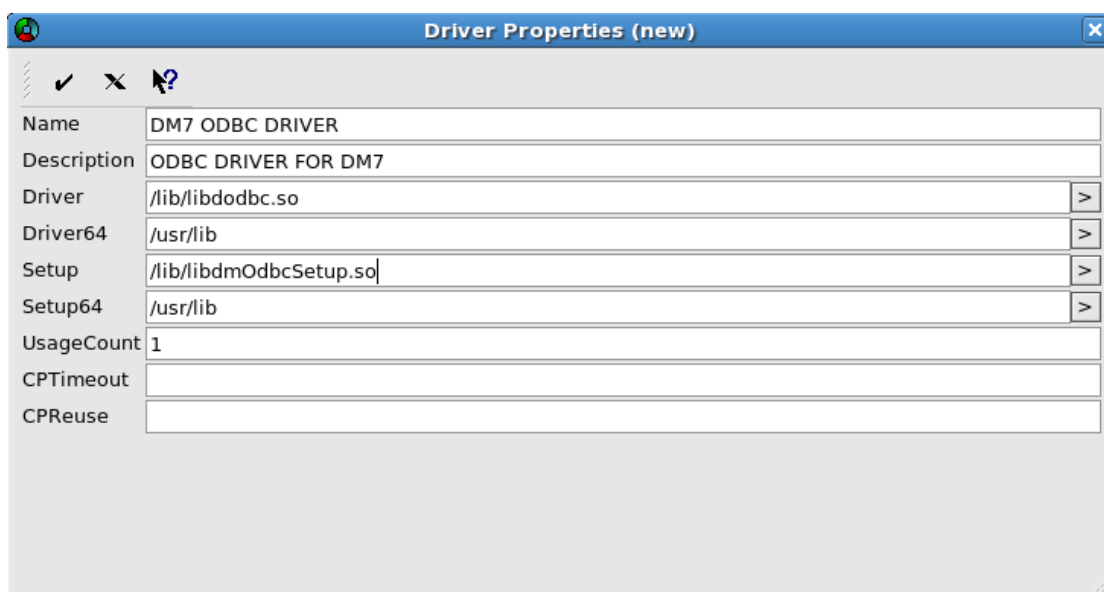 Driver Properties (new)
Name DM7 ODBC DRIVER
Description ODBC DRIVER FOR DM7
Driver /lib/libdodbc.so >
Driver64 /usr/lib >
Setup /lib/libdmOdbcSetup.so >
Setup64 /usr/lib >
UsageCount 1
CPTimeout
CPReuse